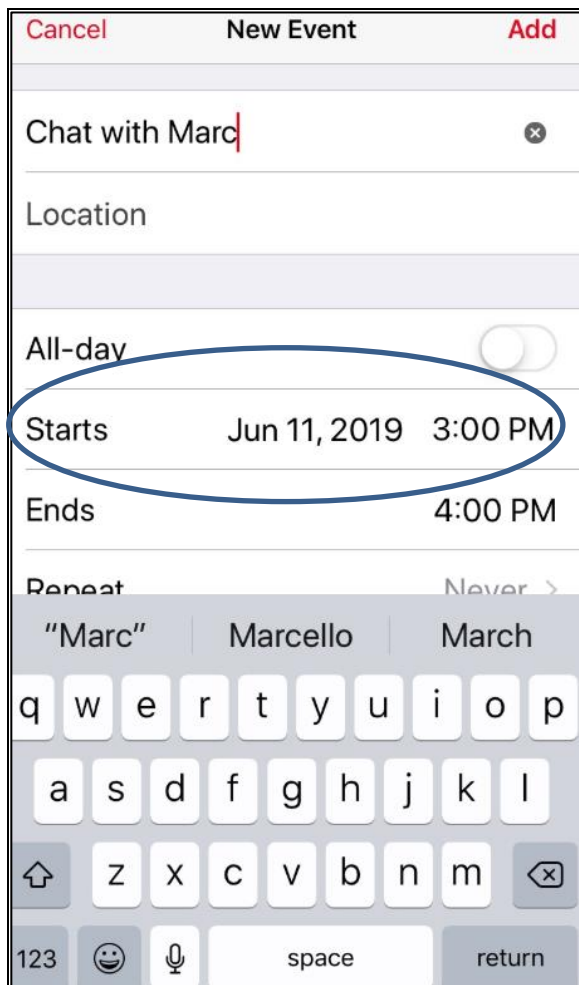 Cancel New Event Add
Chat with Marc
Location
All-day
Starts Jun 11, 2019 3:00 PM
Ends 4:00 PM
Repeat Never >
"Marc" Marcello March
q w e r t y u i o p
a s d f g h j k l
z x c v b n m
123 space return